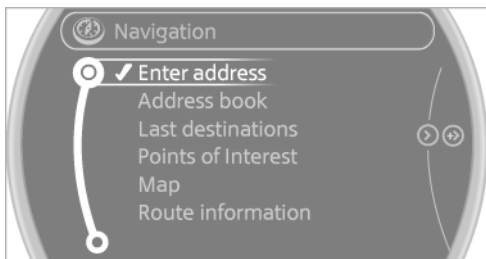 Navigation
Enter address
Address book
Last destinations
Points of Interest
Map
Route information